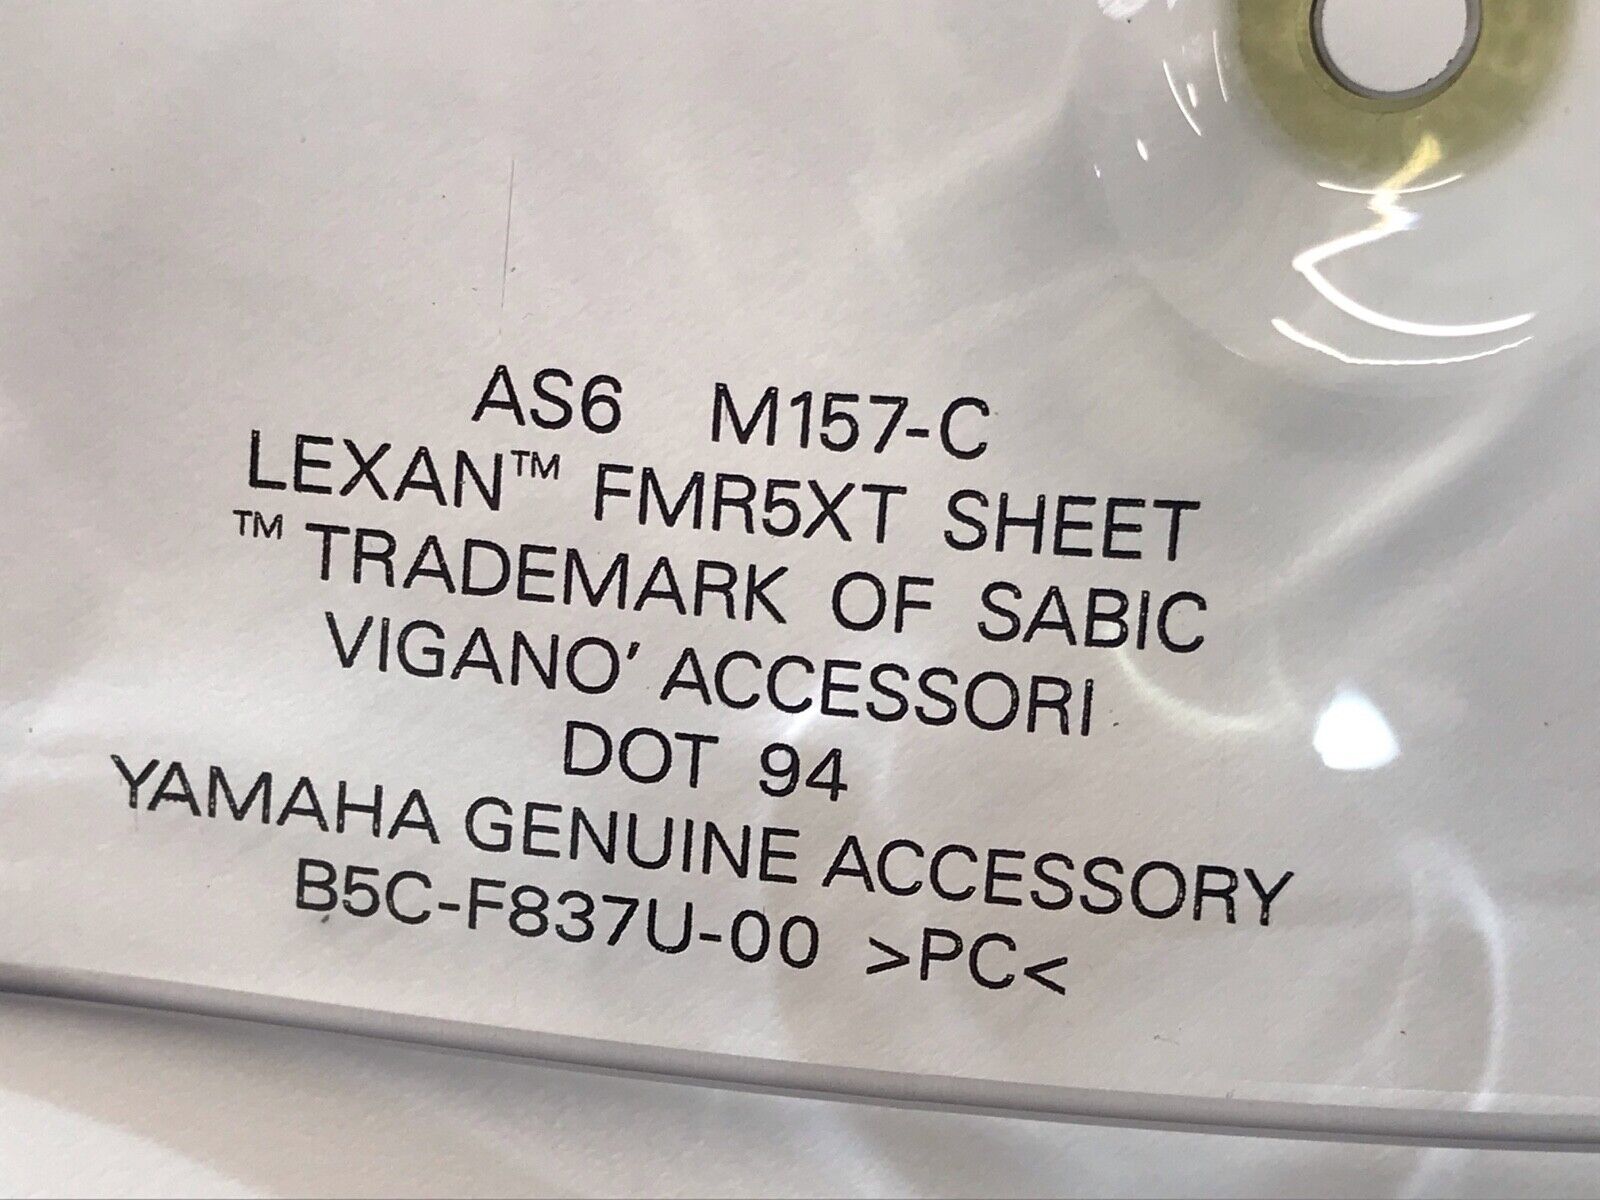 AS6 M157-C
LEXAN™ FMR5XT SHEET
™ TRADEMARK OF SABIC
VIGANO' ACCESSORI
DOT 94
YAMAHA GENUINE ACCESSORY
B5C-F837U-00 >PC<